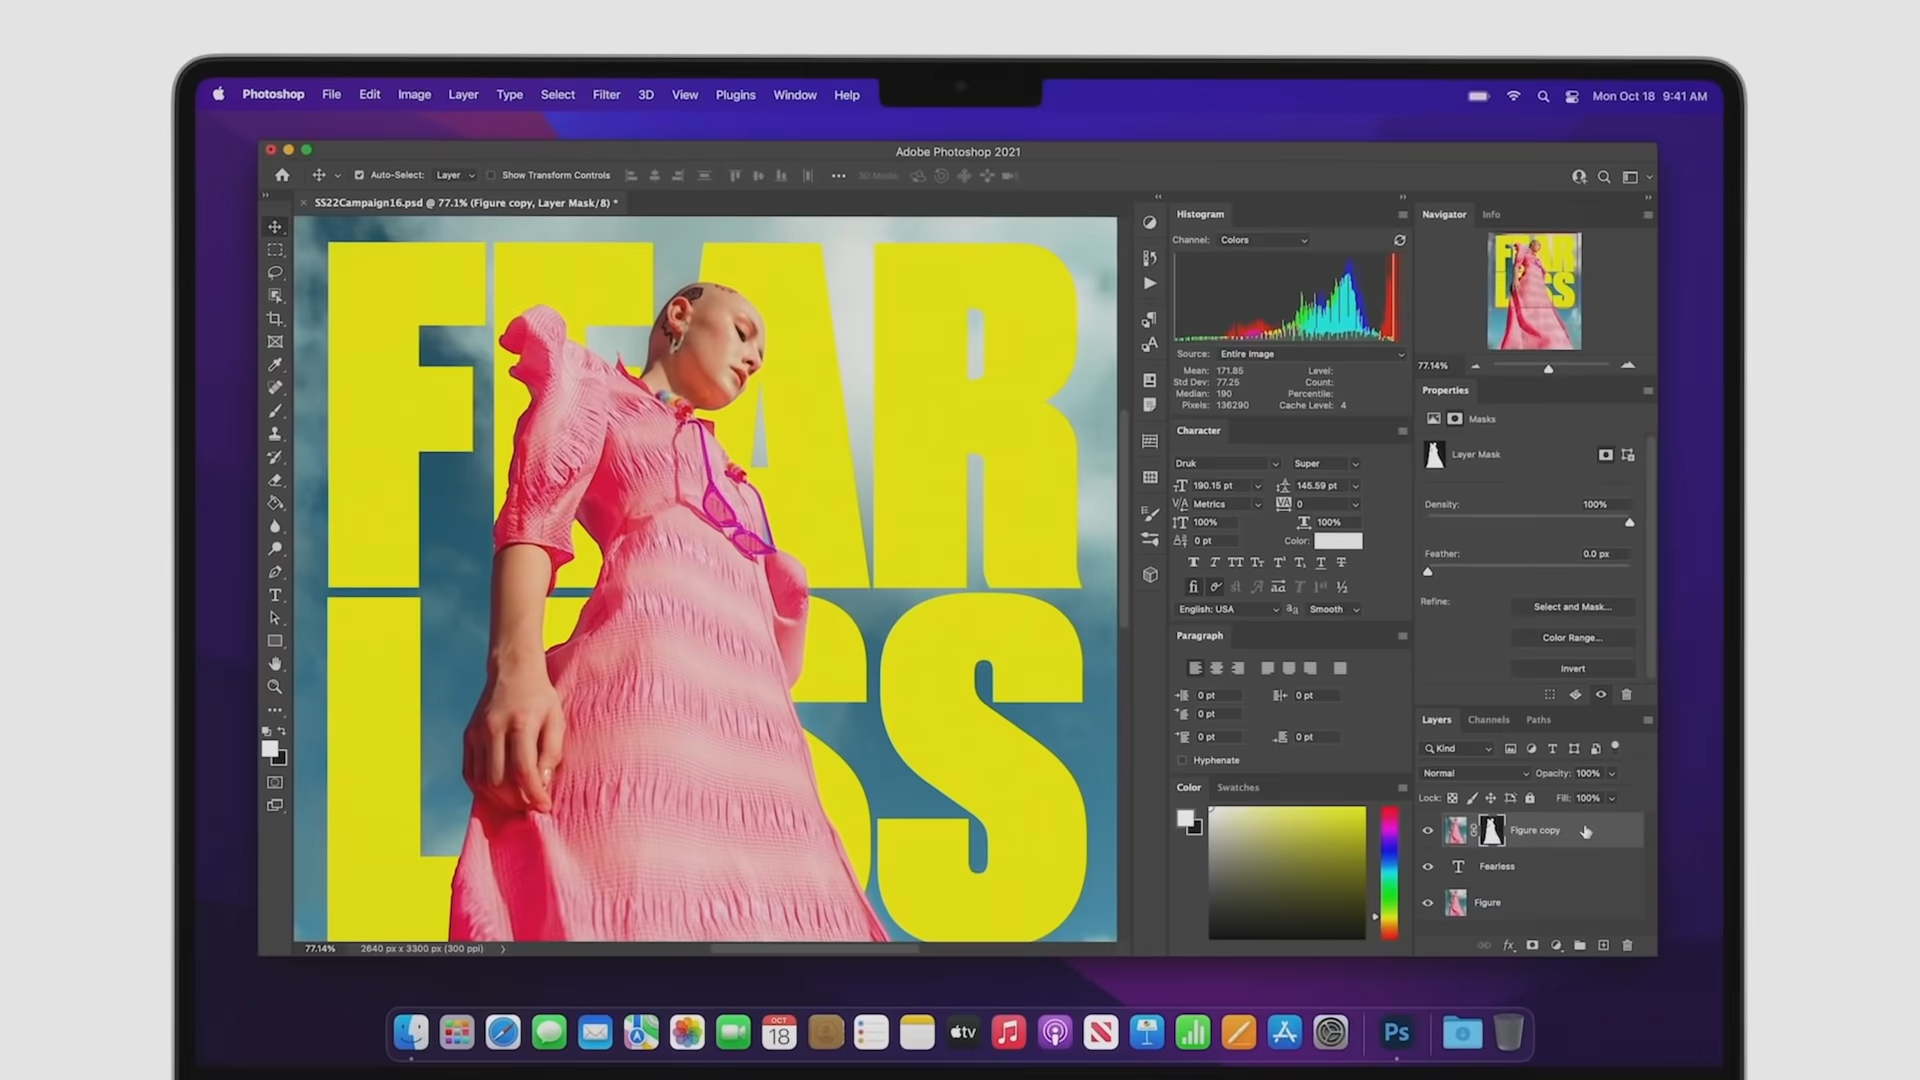 Photoshop File Edit Image Layer Type Select Filter 3D View Plugins Window Help
Mon Oct 18 9:41 AM
Adobe Photoshop 2021
Auto-Select: Layer Show Transform Controls
3D Mode:
SS22Campaign16.psd @ 77.1% (Figure copy, Layer Mask/8) *
FEAR
LESS
77.14% 2640 px x 3300 px (300 ppi)
Histogram
Channel: Colors
Source: Entire Image
Mean: 171.85 Level:
Std Dev: 77.25 Count:
Median: 190 Percentile:
Pixels: 136290 Cache Level: 4
Character
Druk Super
190.15 pt 145.59 pt
Metrics 0
100% 100%
0 pt Color:
English: USA aa Smooth
Paragraph
0 pt 0 pt
0 pt
0 pt 0 pt
Hyphenate
Color Swatches
Navigator Info
77.14%
Properties
Masks
Layer Mask
Density: 100%
Feather: 0.0 px
Refine:
Select and Mask...
Color Range...
Invert
Layers Channels Paths
Kind
Normal Opacity: 100%
Lock: Fill: 100%
Figure copy
Fearless
Figure
fx
OCT
18
tv
Ps